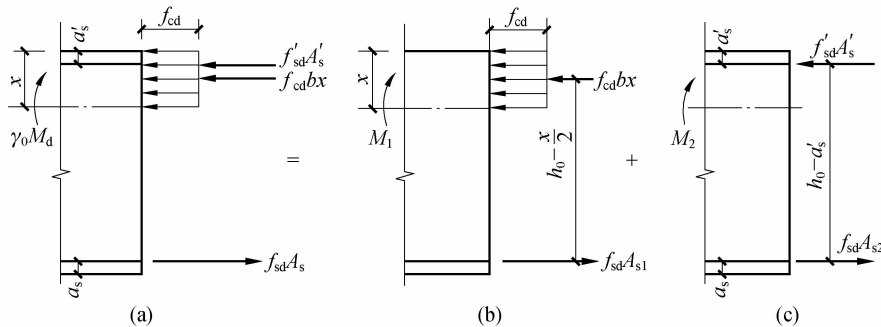 f_cd
a′_s
f′_sd A′_s
f_cd bx
x
γ_0 M_d
f_sd A_s
a_s
(a)
=
f_cd
x
f_cd bx
M_1
h_0 − x/2
f_sd A_s1
(b)
+
a′_s
f′_sd A′_s
M_2
h_0 − a′_s
f_sd A_s2
a_s
(c)